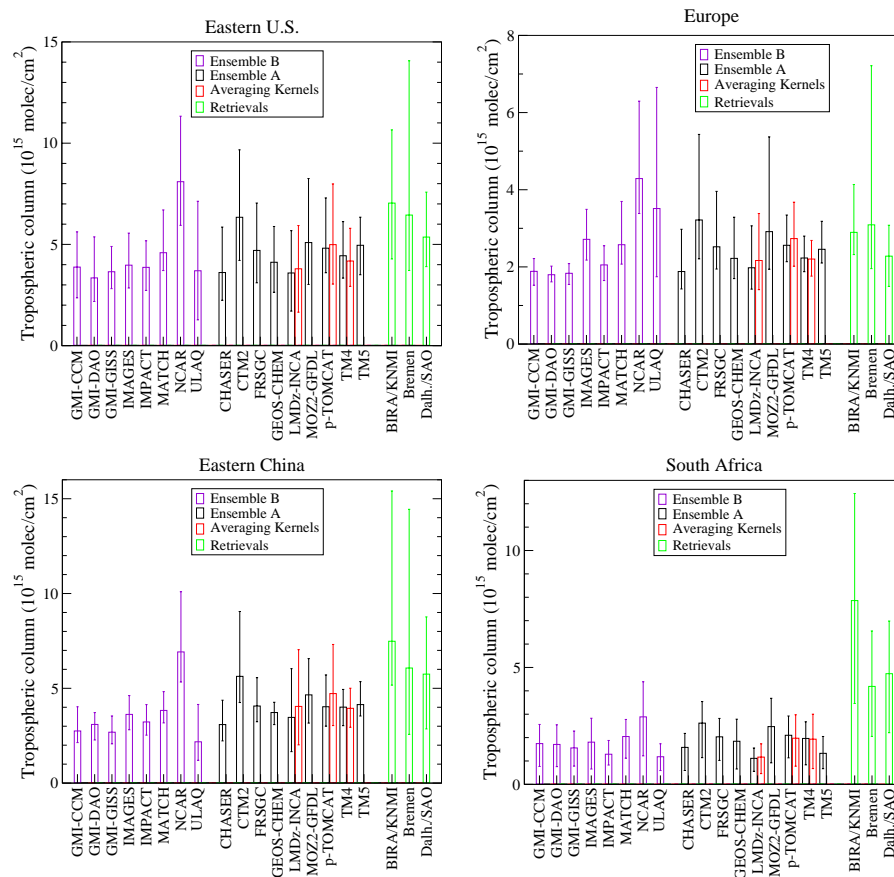 Eastern U.S.
15
10
5
0
Tropospheric column (10^15 molec/cm^2)
Ensemble B
Ensemble A
Averaging Kernels
Retrievals
GMI-CCM
GMI-DAO
GMI-GISS
IMAGES
IMPACT
MATCH
NCAR
ULAQ
CHASER
CTM2
FRSGC
GEOS-CHEM
LMDz-INCA
MOZ2-GFDL
p-TOMCAT
TM4
TM5
BIRA/KNMI
Bremen
Dalh./SAO
Europe
8
6
4
2
0
Tropospheric column (10^15 molec/cm^2)
Ensemble B
Ensemble A
Averaging Kernels
Retrievals
GMI-CCM
GMI-DAO
GMI-GISS
IMAGES
IMPACT
MATCH
NCAR
ULAQ
CHASER
CTM2
FRSGC
GEOS-CHEM
LMDz-INCA
MOZ2-GFDL
p-TOMCAT
TM4
TM5
BIRA/KNMI
Bremen
Dalh./SAO
Eastern China
15
10
5
0
Tropospheric column (10^15 molec/cm^2)
Ensemble B
Ensemble A
Averaging Kernels
Retrievals
GMI-CCM
GMI-DAO
GMI-GISS
IMAGES
IMPACT
MATCH
NCAR
ULAQ
CHASER
CTM2
FRSGC
GEOS-CHEM
LMDz-INCA
MOZ2-GFDL
p-TOMCAT
TM4
TM5
BIRA/KNMI
Bremen
Dalh./SAO
South Africa
10
5
0
Tropospheric column (10^15 molec/cm^2)
Ensemble B
Ensemble A
Averaging Kernels
Retrievals
GMI-CCM
GMI-DAO
GMI-GISS
IMAGES
IMPACT
MATCH
NCAR
ULAQ
CHASER
CTM2
FRSGC
GEOS-CHEM
LMDz-INCA
MOZ2-GFDL
p-TOMCAT
TM4
TM5
BIRA/KNMI
Bremen
Dalh./SAO